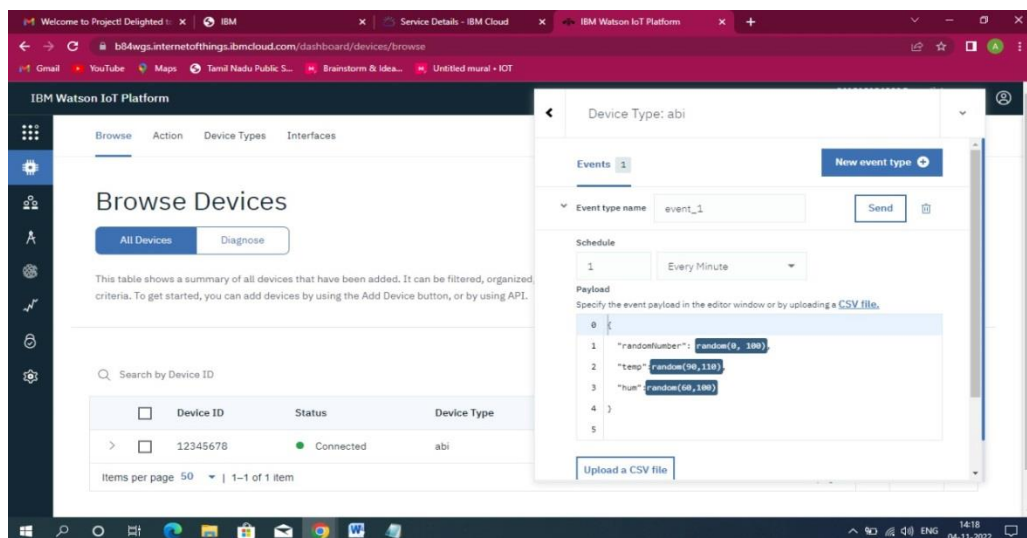 Welcome to Project! Delighted t
IBM
Service Details - IBM Cloud
IBM Watson IoT Platform
b84wgs.internetofthings.ibmcloud.com/dashboard/devices/browse
A
Gmail
YouTube
Maps
Tamil Nadu Public S...
Brainstorm & Idea...
Untitled mural • IOT
IBM Watson IoT Platform
Browse
Action
Device Types
Interfaces
Browse Devices
All Devices
Diagnose
This table shows a summary of all devices that have been added. It can be filtered, organized,
criteria. To get started, you can add devices by using the Add Device button, or by using API.
Search by Device ID
Device ID
Status
Device Type
12345678
Connected
abi
Items per page 50 | 1–1 of 1 item
Device Type: abi
Events 1
New event type
Event type name
event_1
Send
Schedule
1
Every Minute
Payload
Specify the event payload in the editor window or by uploading a CSV file.
0 {
1 "randomNumber": random(0, 100),
2 "temp":random(90,110),
3 "hum":random(60,100)
4 }
5
Upload a CSV file
ENG
14:18
04-11-2022